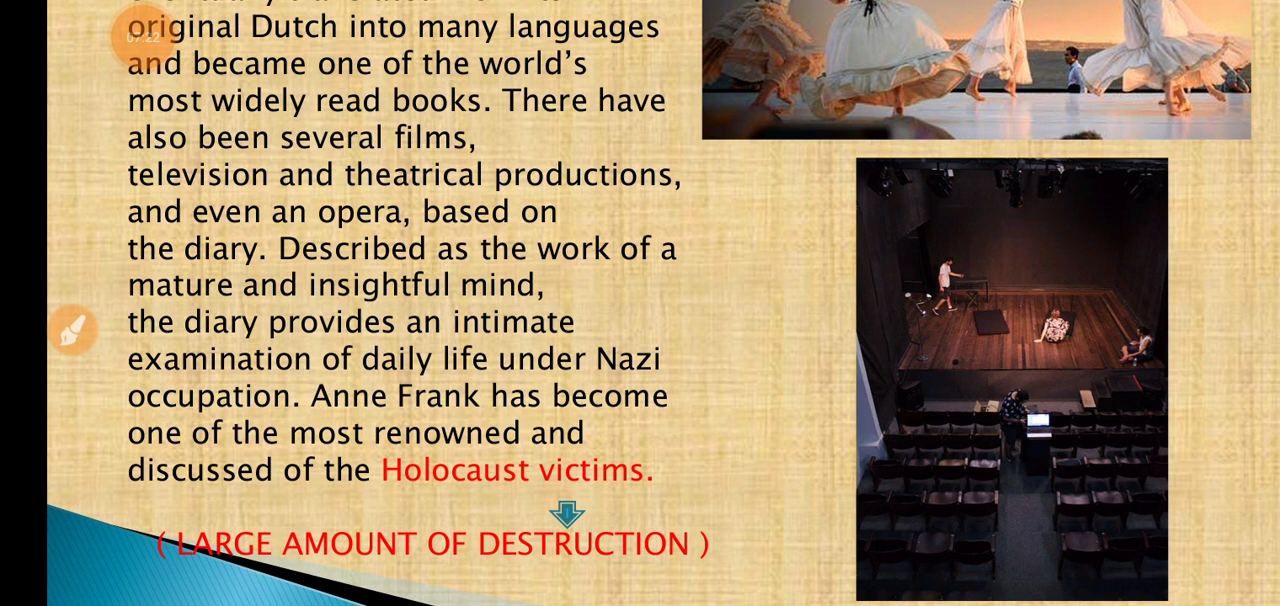 original Dutch into many languages
and became one of the world's
most widely read books. There have
also been several films,
television and theatrical productions,
and even an opera, based on
the diary. Described as the work of a
mature and insightful mind,
the diary provides an intimate
examination of daily life under Nazi
occupation. Anne Frank has become
one of the most renowned and
discussed of the Holocaust victims.
( LARGE AMOUNT OF DESTRUCTION )
07:22